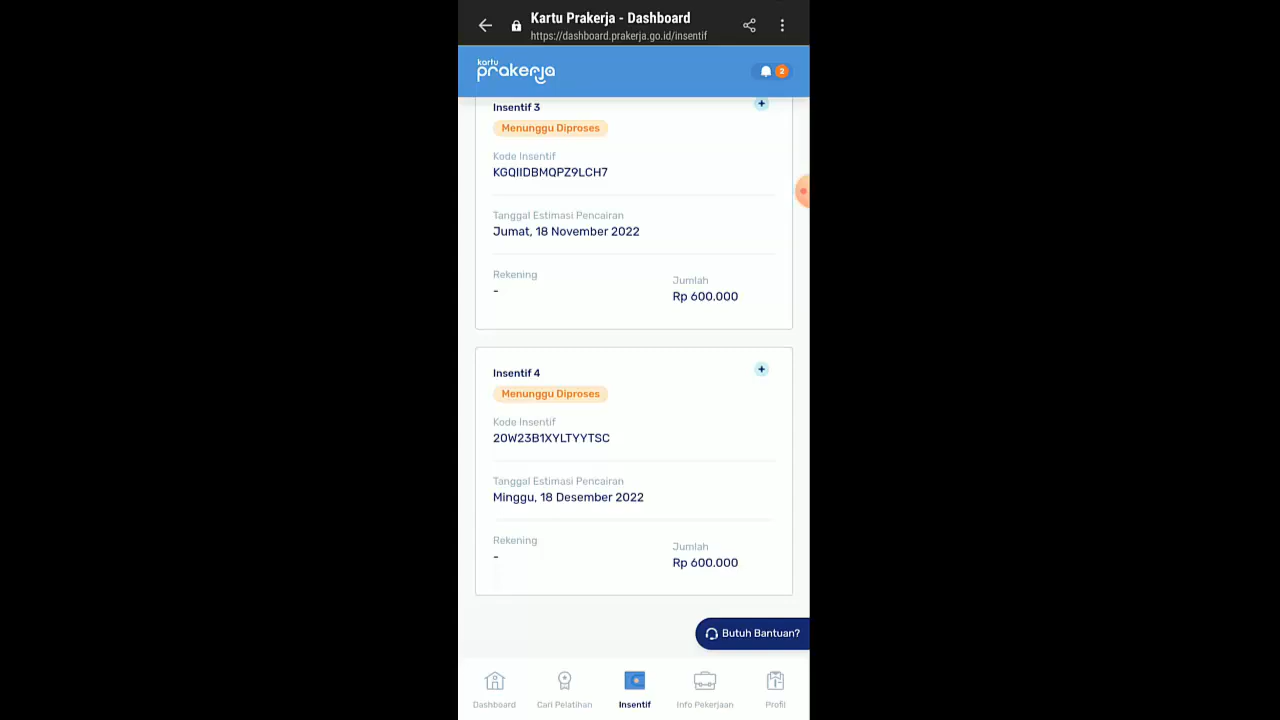 Kartu Prakerja - Dashboard
https://dashboard.prakerja.go.id/insentif
kartu
prakerja
2
Insentif 3
+
Menunggu Diproses
Kode Insentif
KGQIIDBMQPZ9LCH7
Tanggal Estimasi Pencairan
Jumat, 18 November 2022
Rekening
-
Jumlah
Rp 600.000
Insentif 4
+
Menunggu Diproses
Kode Insentif
20W23B1XYLTYYTSC
Tanggal Estimasi Pencairan
Minggu, 18 Desember 2022
Rekening
-
Jumlah
Rp 600.000
Butuh Bantuan?
Dashboard
Cari Pelatihan
Insentif
Info Pekerjaan
Profil